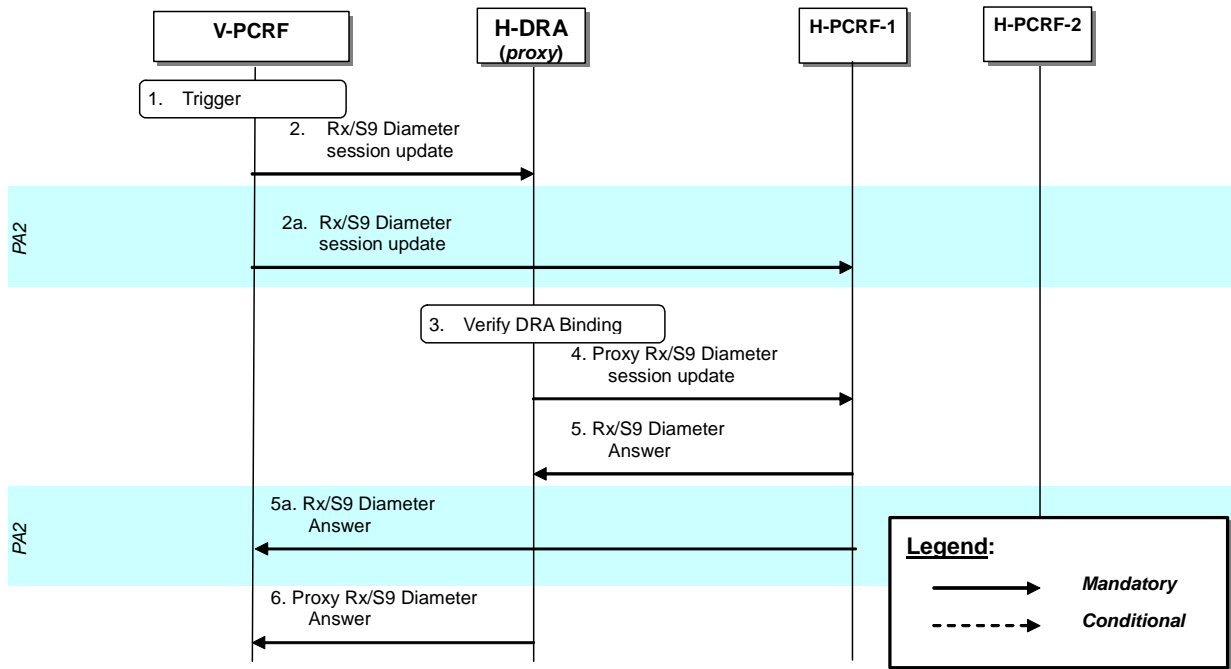 V-PCRF
H-DRA
(proxy)
H-PCRF-1
H-PCRF-2
1. Trigger
2. Rx/S9 Diameter
session update
PA2
2a. Rx/S9 Diameter
session update
3. Verify DRA Binding
4. Proxy Rx/S9 Diameter
session update
5. Rx/S9 Diameter
Answer
PA2
5a. Rx/S9 Diameter
Answer
6. Proxy Rx/S9 Diameter
Answer
Legend:
Mandatory
Conditional